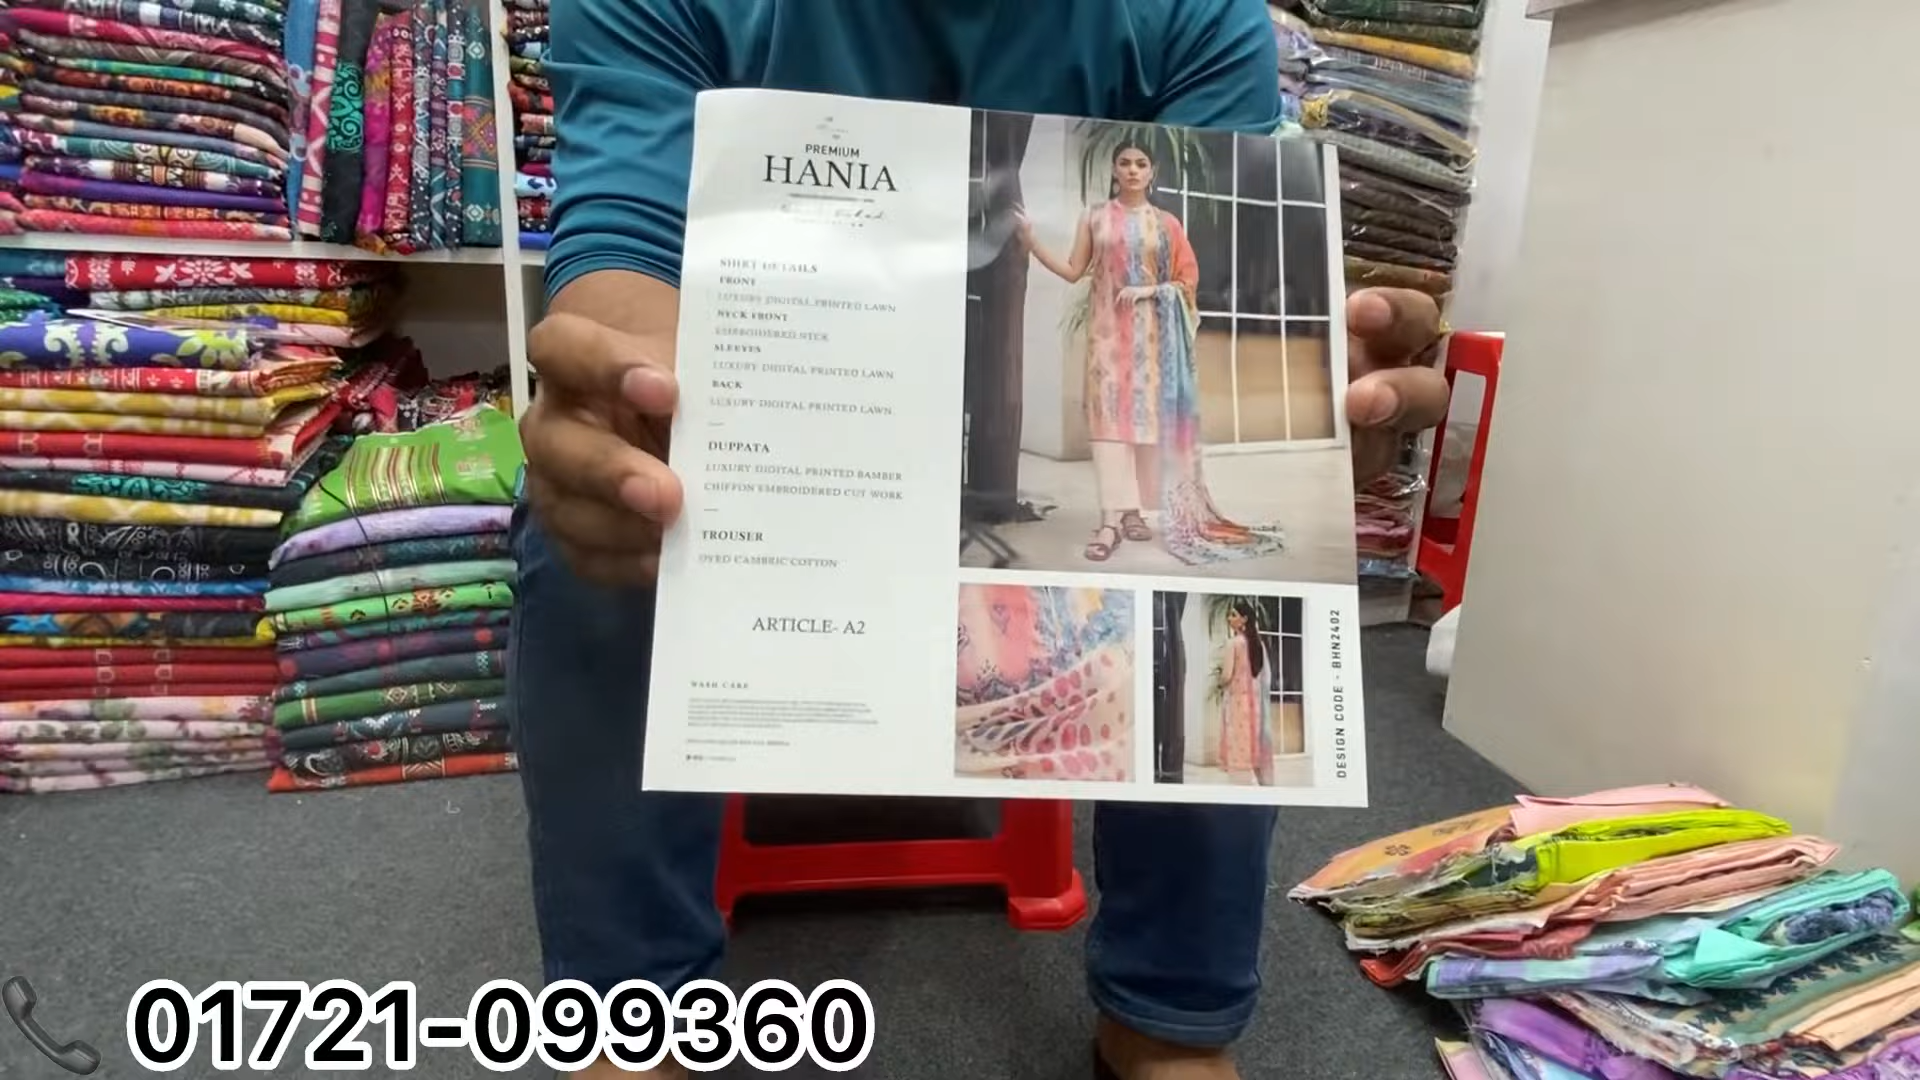 PREMIUM
HANIA
SHIRT DETAILS
FRONT
LUXURY DIGITAL PRINTED LAWN
NECK FRONT
EMBROIDERED NECK
SLEEVES
LUXURY DIGITAL PRINTED LAWN
BACK
LUXURY DIGITAL PRINTED LAWN
DUPPATA
LUXURY DIGITAL PRINTED BAMBER
CHIFFON EMBROIDERED CUT WORK
TROUSER
DYED CAMBRIC COTTON
ARTICLE- A2
WASH CARE
DESIGN CODE - BHN2402
01721-099360